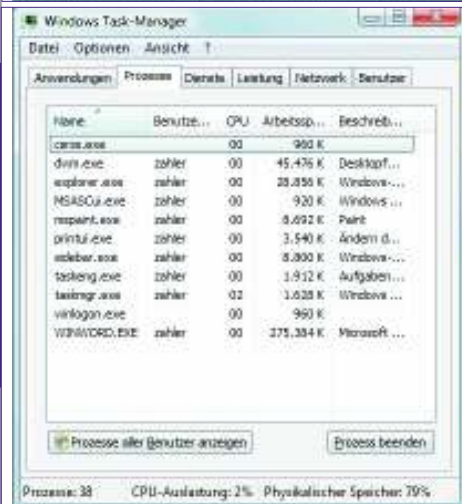 Windows Task-Manager
Datei Optionen Ansicht ?
Anwendungen Prozesse Dienste Leistung Netzwerk Benutzer
Name Benutze... CPU Arbeitssp... Beschreib...
csrss.exe 00 960 K
dwm.exe zahler 00 45.476 K Desktopf...
explorer.exe zahler 00 28.856 K Windows-...
MSASCui.exe zahler 00 920 K Windows ...
mspaint.exe zahler 00 8.692 K Paint
printui.exe zahler 00 3.540 K Ändern d...
sidebar.exe zahler 00 8.800 K Windows-...
taskeng.exe zahler 00 1.912 K Aufgaben...
taskmgr.exe zahler 02 1.628 K Windows ...
winlogon.exe 00 960 K
WINWORD.EXE zahler 00 275.384 K Microsoft ...
Prozesse aller Benutzer anzeigen Prozess beenden
Prozesse: 38 CPU-Auslastung: 2% Physikalischer Speicher: 79%